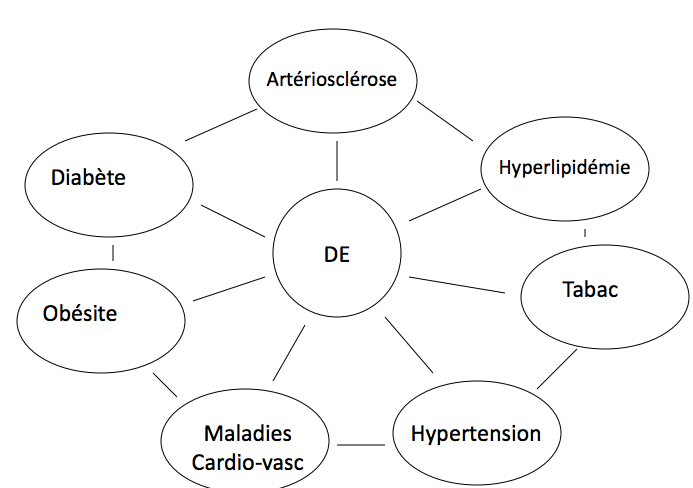 Artériosclérose
Hyperlipidémie
Diabète
DE
Tabac
Obésite
Maladies
Cardio-vasc
Hypertension